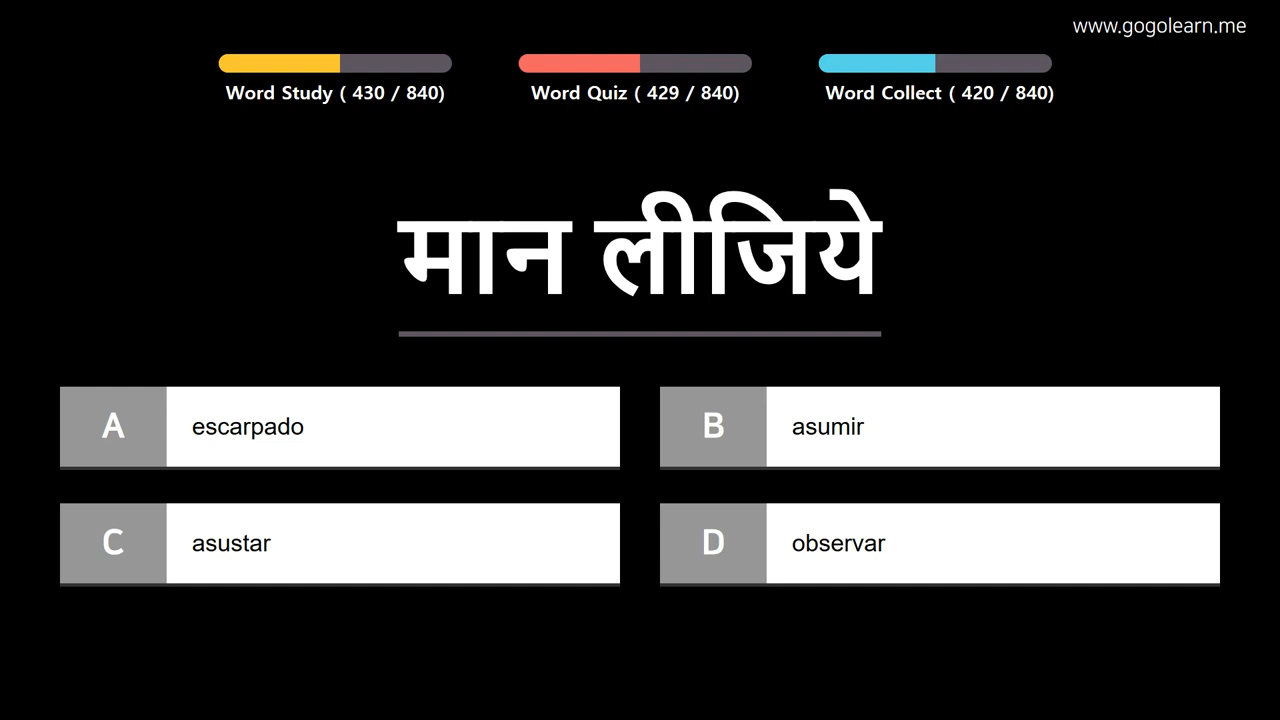 www.gogolearn.me
Word Study ( 430 / 840)
Word Quiz ( 429 / 840)
Word Collect ( 420 / 840)
मान लीजिये
A escarpado
B asumir
C asustar
D observar